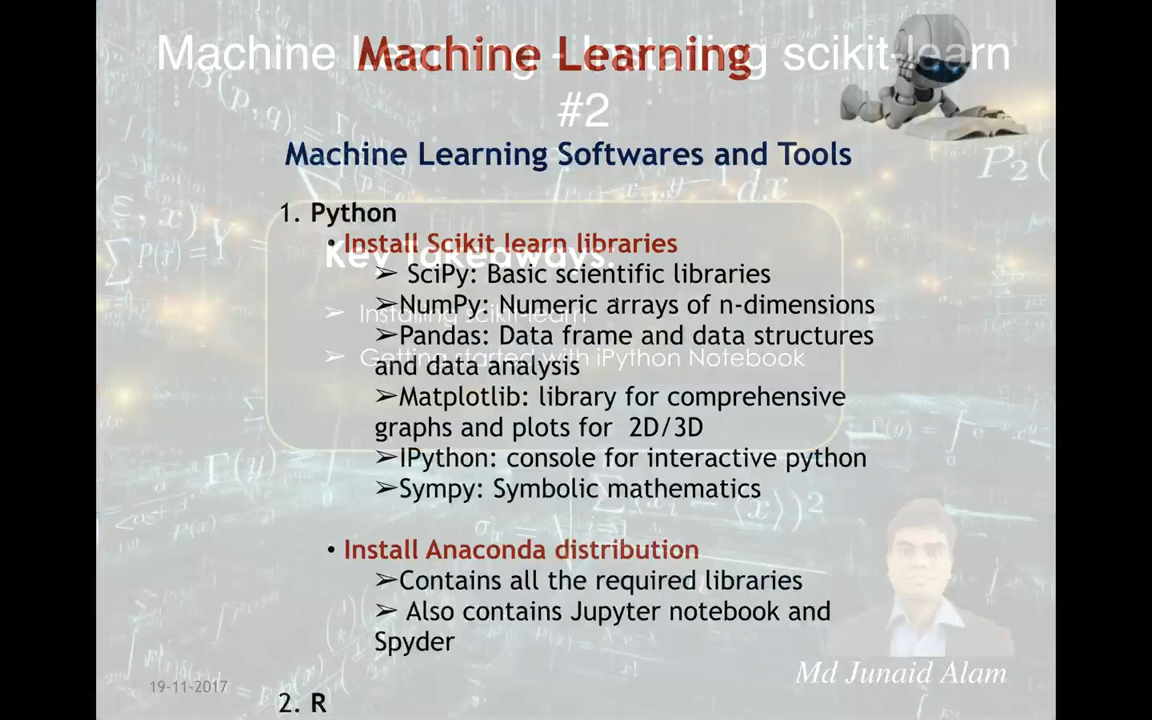 Machine Learning - Installing scikit-learn
#2
Machine Learning
Machine Learning Softwares and Tools
1. Python
• Install Scikit learn libraries
Key Takeaways:
➢ SciPy: Basic scientific libraries
➢NumPy: Numeric arrays of n-dimensions
➢ Installing scikit-learn
➢Pandas: Data frame and data structures
and data analysis
➢ Getting started with iPython Notebook
➢Matplotlib: library for comprehensive
graphs and plots for 2D/3D
➢IPython: console for interactive python
➢Sympy: Symbolic mathematics
• Install Anaconda distribution
➢Contains all the required libraries
➢ Also contains Jupyter notebook and
Spyder
Md Junaid Alam
19-11-2017
2. R